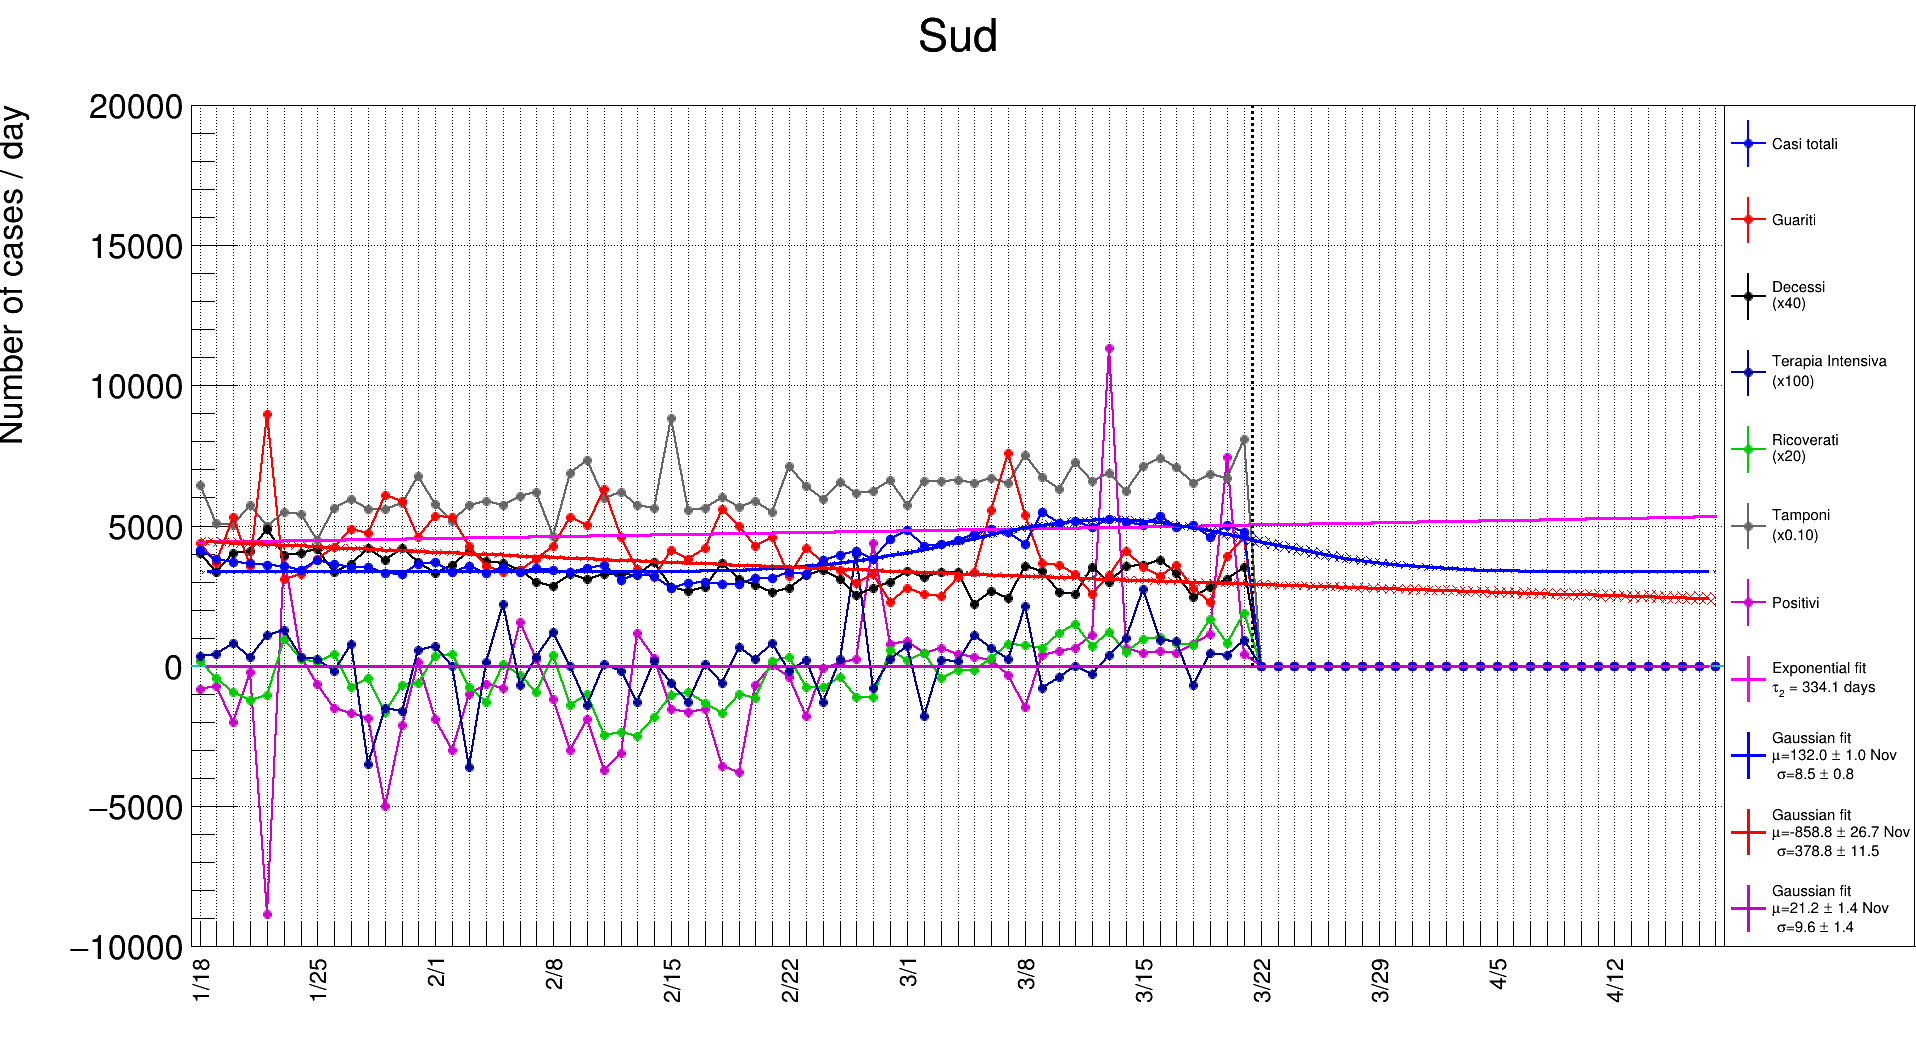 Sud
Number of cases / day
20000
15000
10000
5000
0
−5000
−10000
1/18
1/25
2/1
2/8
2/15
2/22
3/1
3/8
3/15
3/22
3/29
4/5
4/12
Casi totali
Guariti
Decessi
(x40)
Terapia Intensiva
(x100)
Ricoverati
(x20)
Tamponi
(x0.10)
Positivi
Exponential fit
τ2 = 334.1 days
Gaussian fit
μ=132.0 ± 1.0 Nov
σ=8.5 ± 0.8
Gaussian fit
μ=-858.8 ± 26.7 Nov
σ=378.8 ± 11.5
Gaussian fit
μ=21.2 ± 1.4 Nov
σ=9.6 ± 1.4